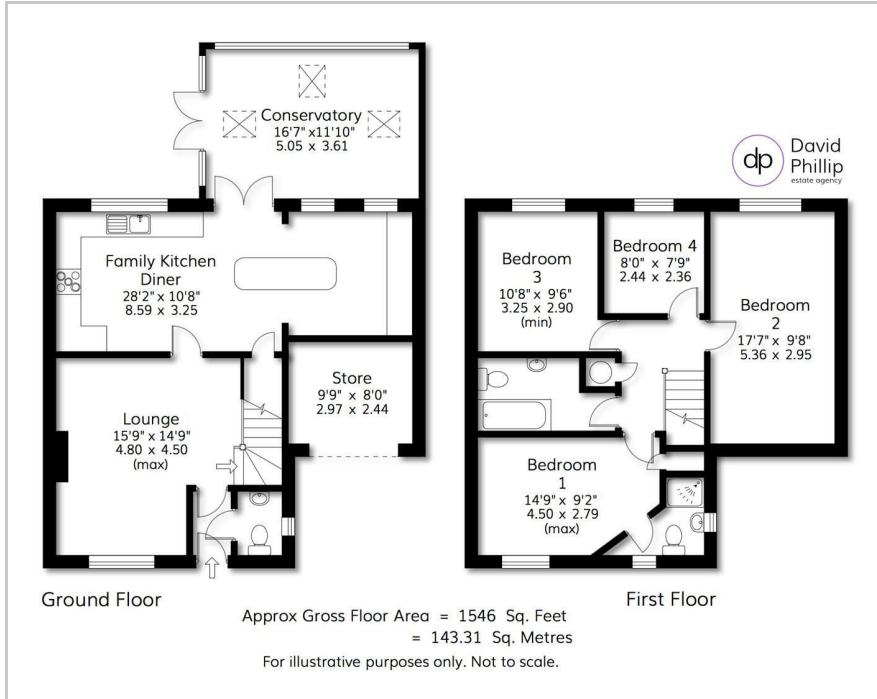 Conservatory
16'7" x11'10"
5.05 x 3.61
dp
David
Phillip
estate agency
Family Kitchen
Diner
28'2" x 10'8"
8.59 x 3.25
Store
9'9" x 8'0"
2.97 x 2.44
Lounge
15'9" x 14'9"
4.80 x 4.50
(max)
Bedroom
3
10'8" x 9'6"
3.25 x 2.90
(min)
Bedroom 4
8'0" x 7'9"
2.44 x 2.36
Bedroom
2
17'7" x 9'8"
5.36 x 2.95
Bedroom
1
14'9" x 9'2"
4.50 x 2.79
(max)
Ground Floor
First Floor
Approx Gross Floor Area = 1546 Sq. Feet
= 143.31 Sq. Metres
For illustrative purposes only. Not to scale.